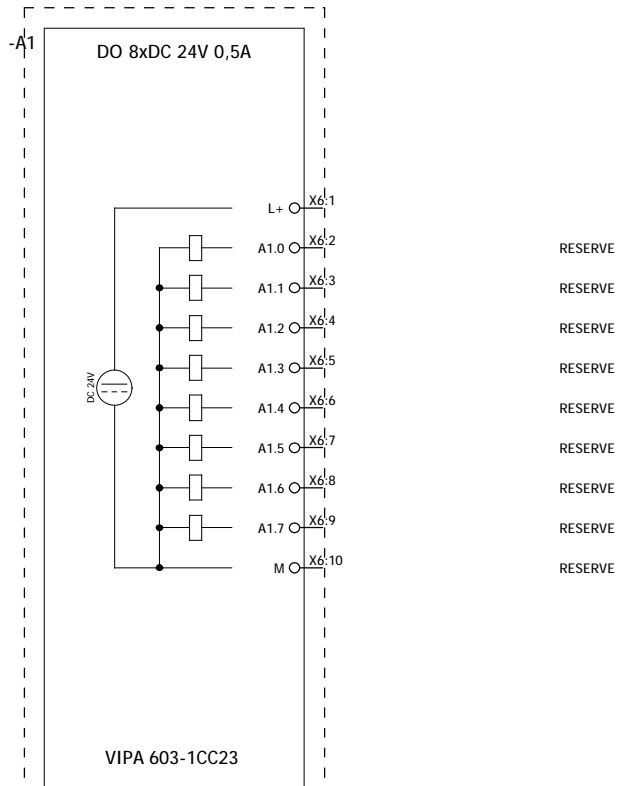 -A1
DO 8xDC 24V 0,5A
L+ X6:1
A1.0 X6:2 RESERVE
A1.1 X6:3 RESERVE
A1.2 X6:4 RESERVE
A1.3 X6:5 RESERVE
DC 24V
A1.4 X6:6 RESERVE
A1.5 X6:7 RESERVE
A1.6 X6:8 RESERVE
A1.7 X6:9 RESERVE
M X6:10 RESERVE
VIPA 603-1CC23